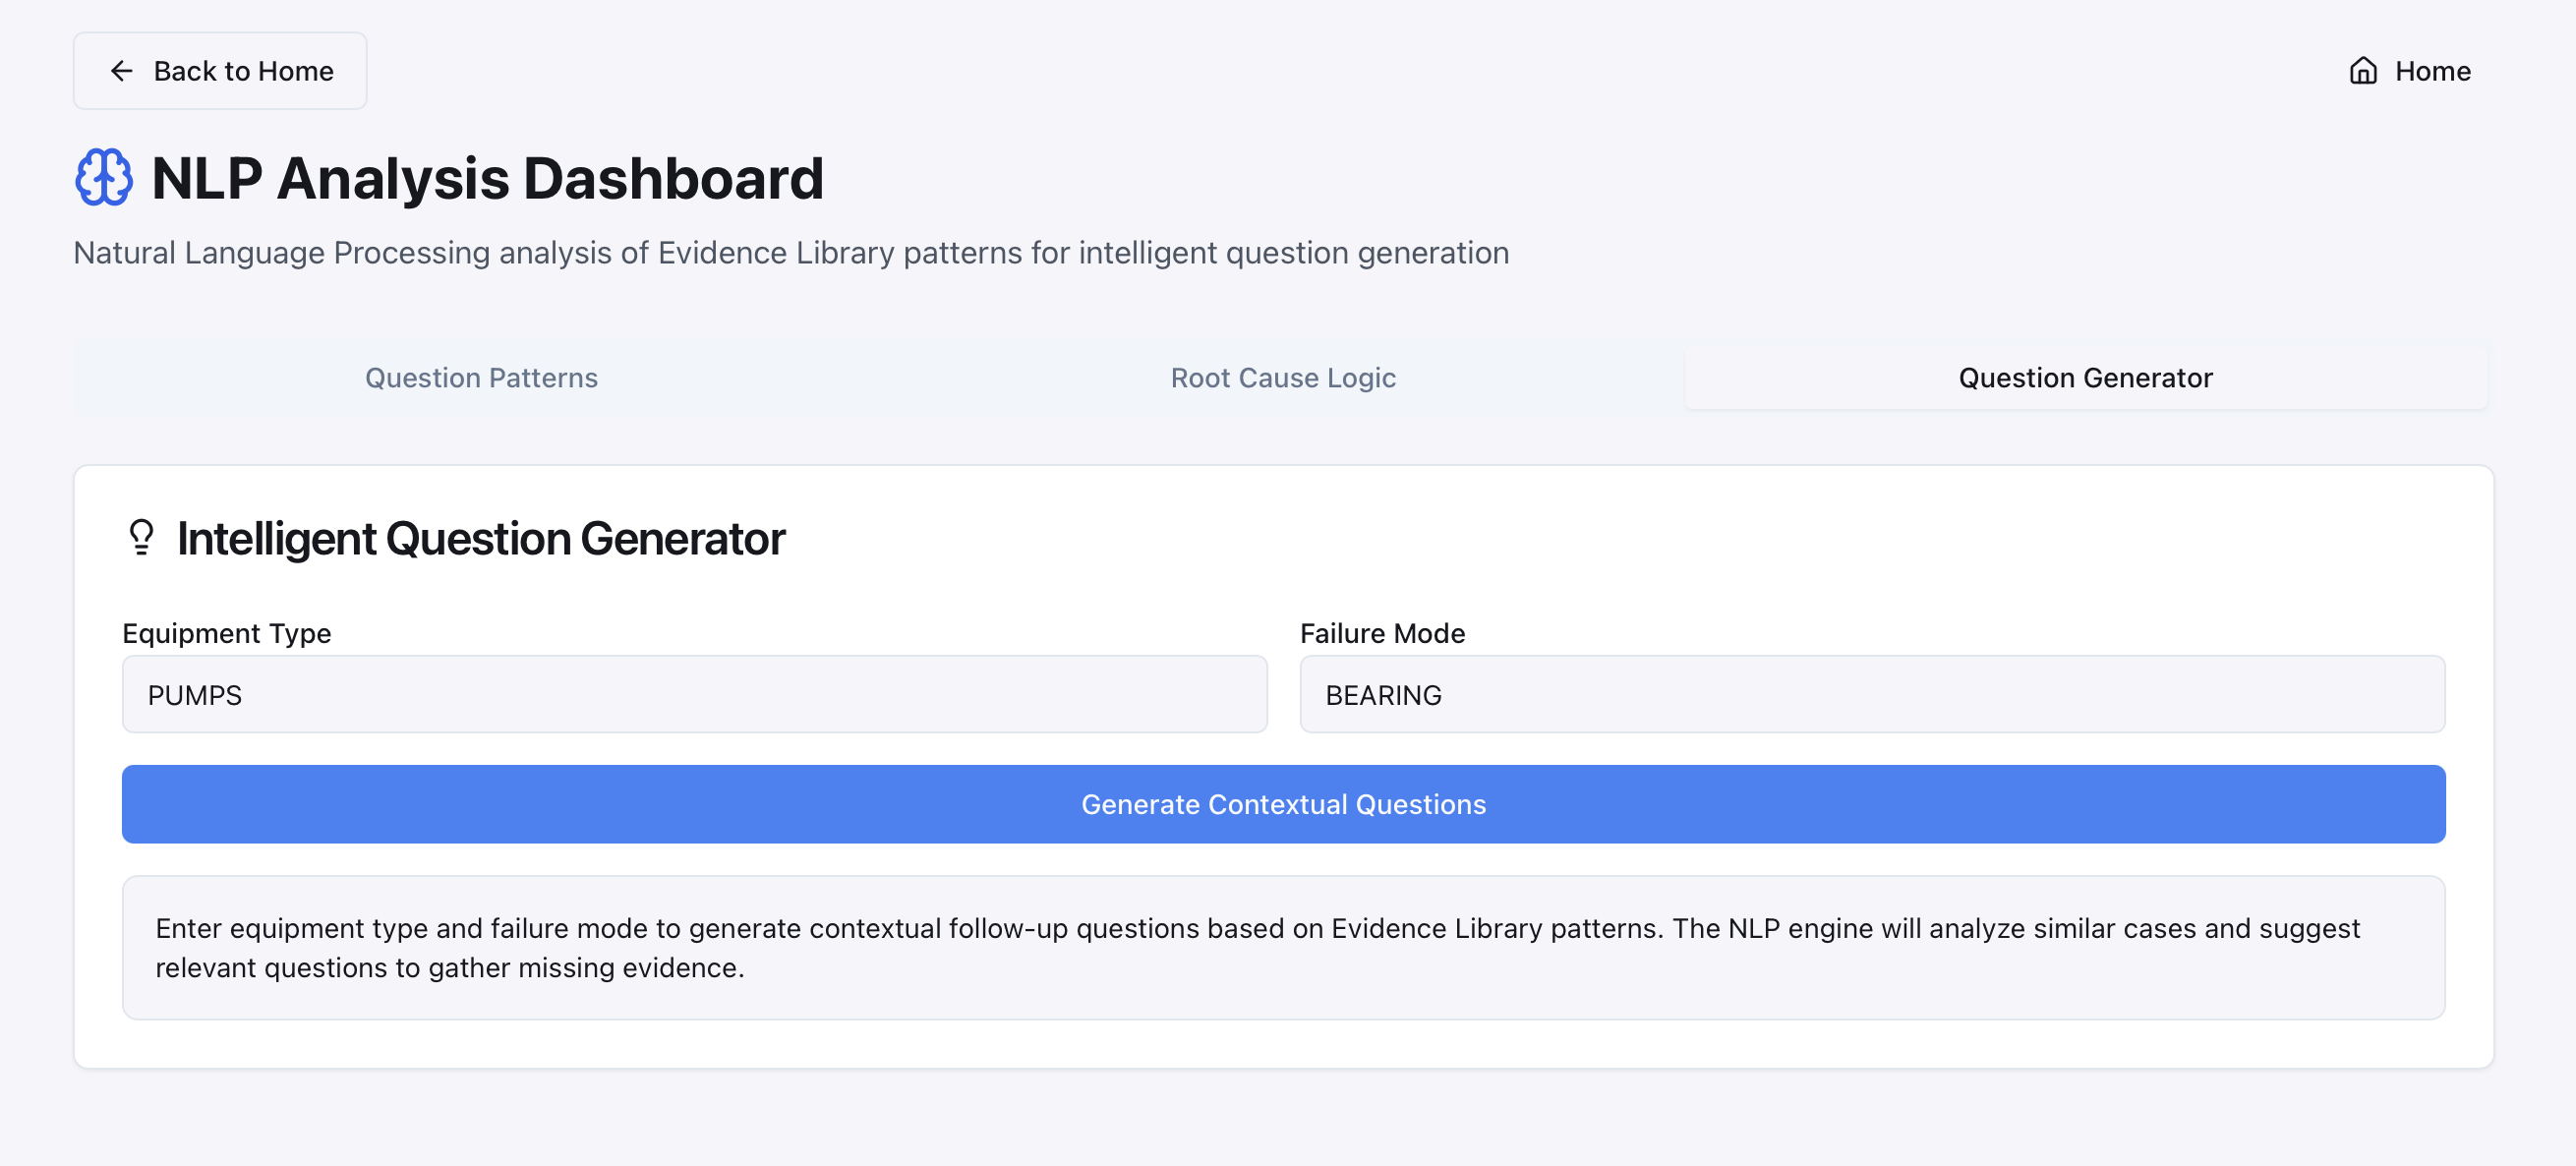 Back to Home
Home
NLP Analysis Dashboard
Natural Language Processing analysis of Evidence Library patterns for intelligent question generation
Question Patterns
Root Cause Logic
Question Generator
Intelligent Question Generator
Equipment Type
Failure Mode
PUMPS
BEARING
Generate Contextual Questions
Enter equipment type and failure mode to generate contextual follow-up questions based on Evidence Library patterns. The NLP engine will analyze similar cases and suggest
relevant questions to gather missing evidence.